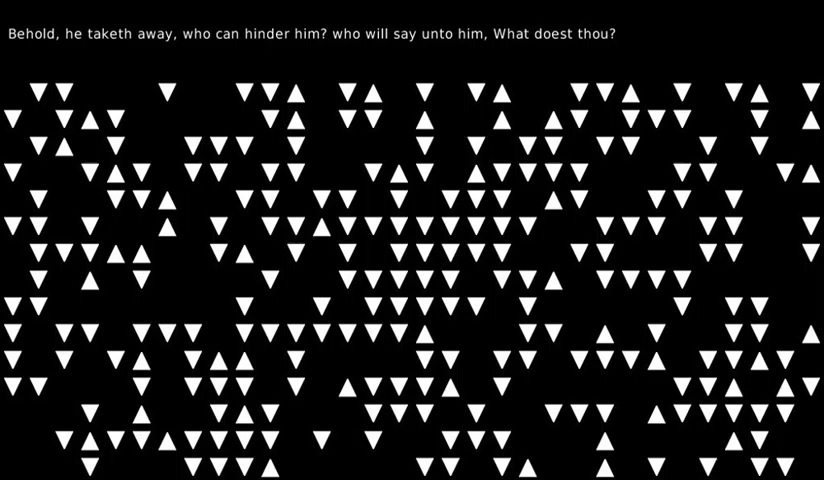 Behold, he taketh away, who can hinder him? who will say unto him, What doest thou?